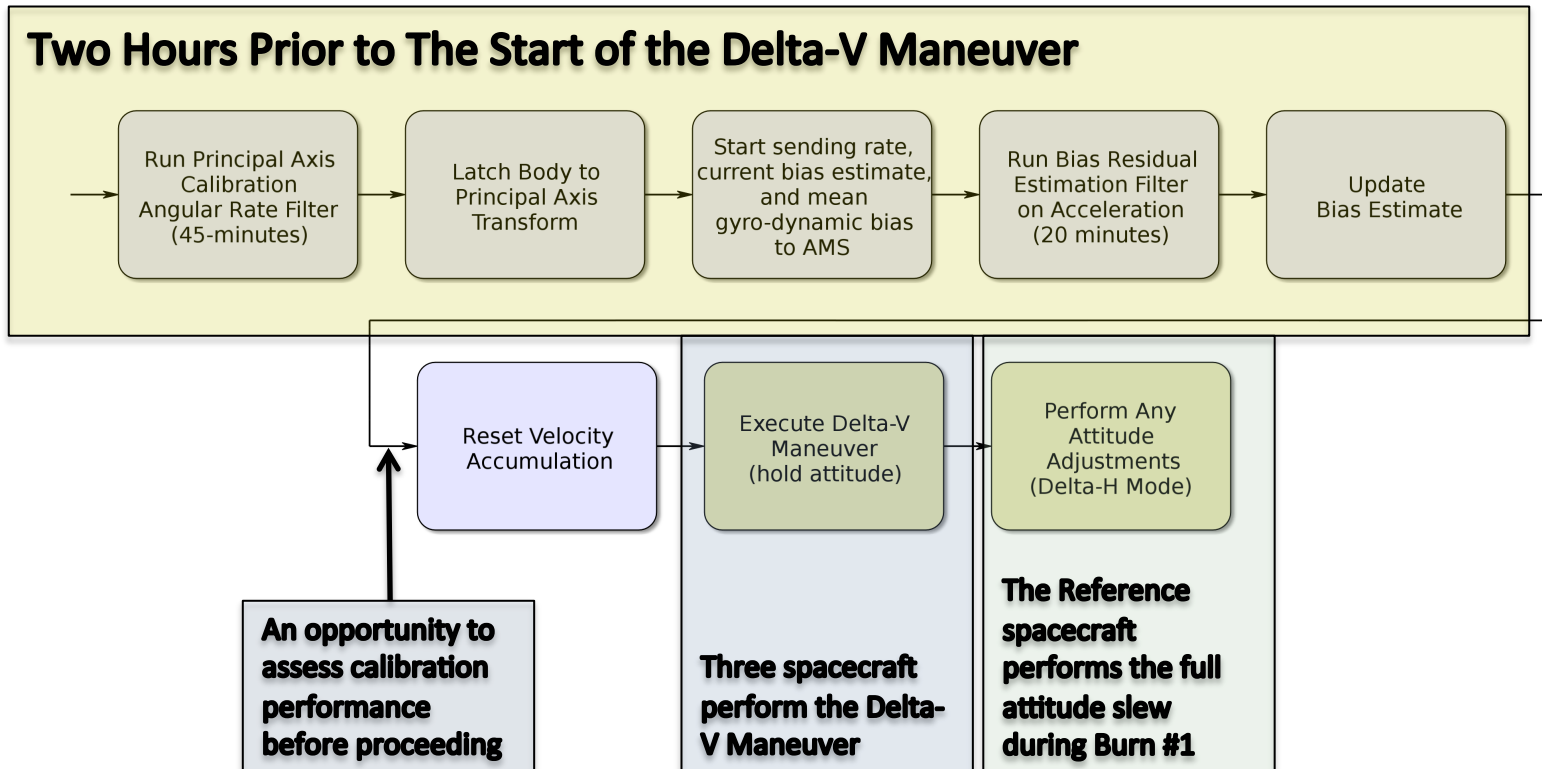 Two Hours Prior to The Start of the Delta-V Maneuver
Run Principal Axis
Calibration
Angular Rate Filter
(45-minutes)
Latch Body to
Principal Axis
Transform
Start sending rate,
current bias estimate,
and mean
gyro-dynamic bias
to AMS
Run Bias Residual
Estimation Filter
on Acceleration
(20 minutes)
Update
Bias Estimate
Reset Velocity
Accumulation
Execute Delta-V
Maneuver
(hold attitude)
Perform Any
Attitude
Adjustments
(Delta-H Mode)
An opportunity to
assess calibration
performance
before proceeding
Three spacecraft
perform the Delta-
V Maneuver
The Reference
spacecraft
performs the full
attitude slew
during Burn #1